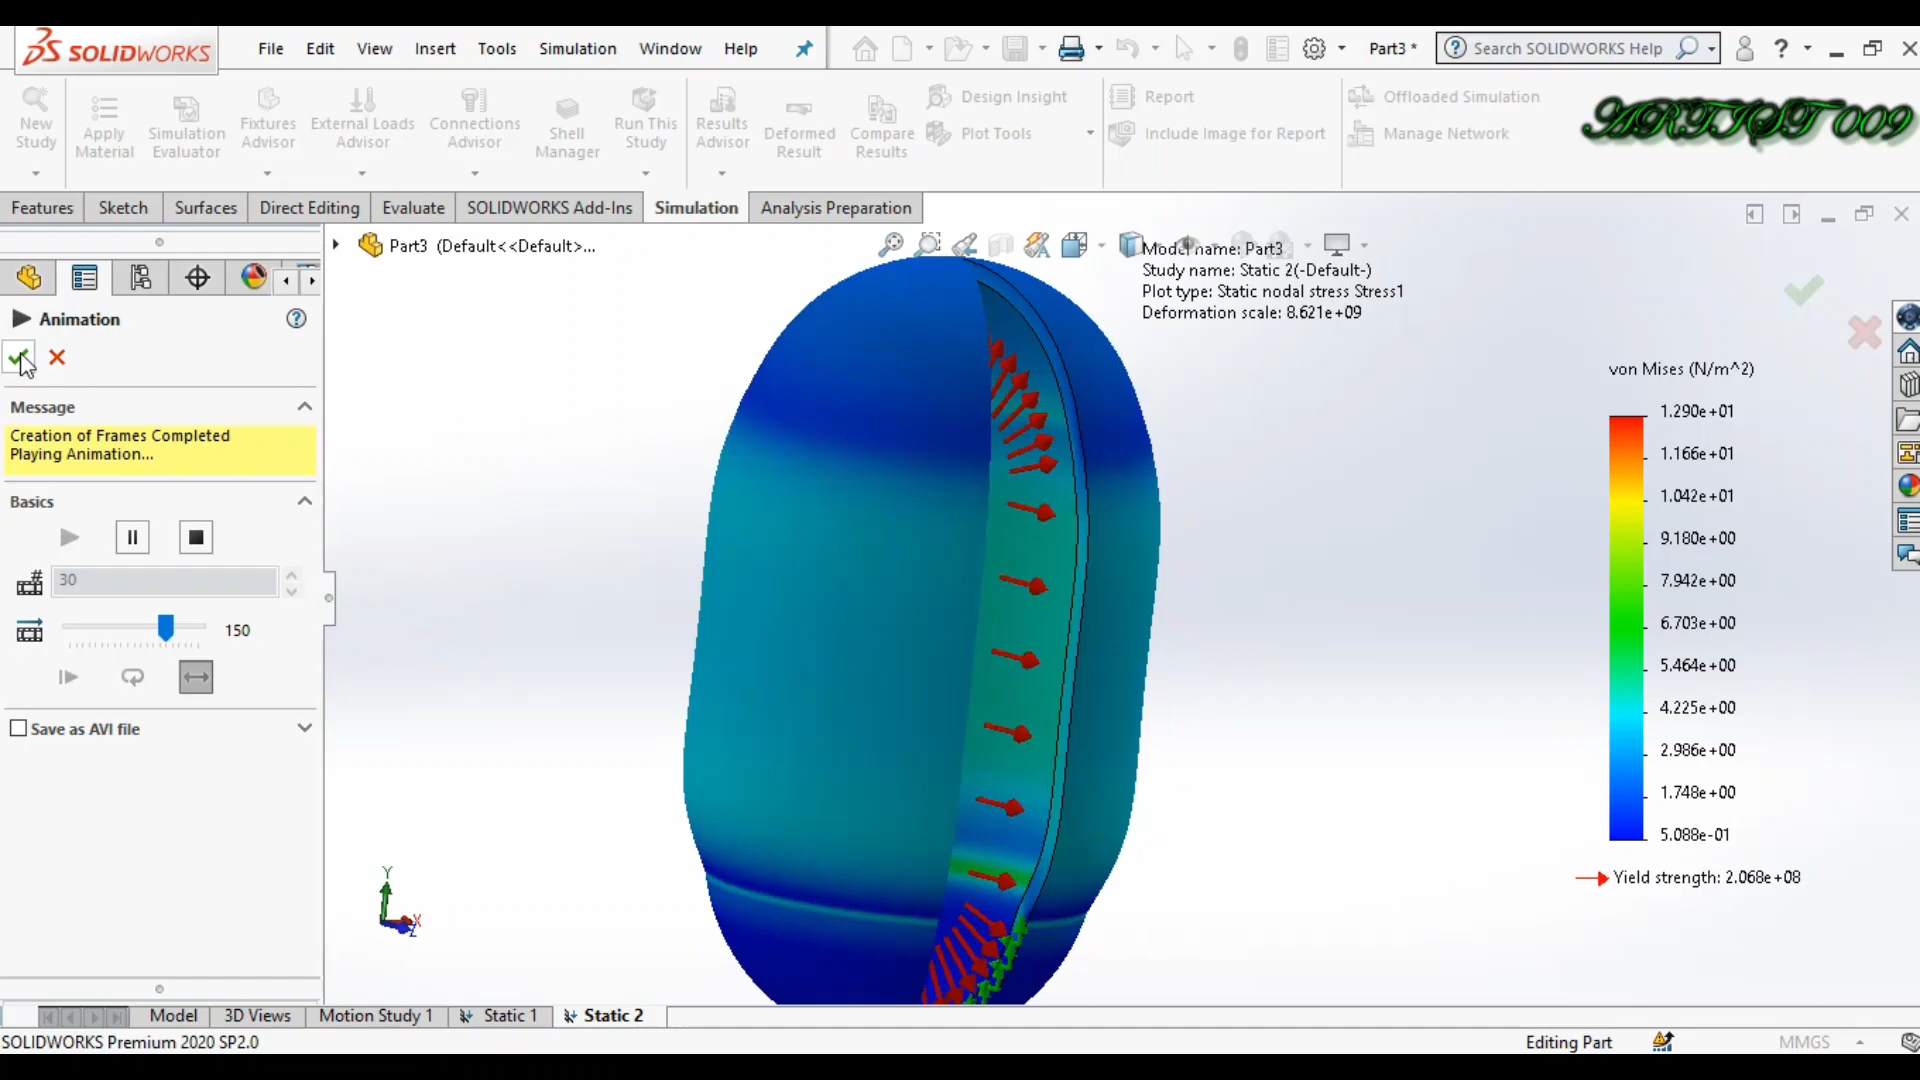 SOLIDWORKS
File Edit View Insert Tools Simulation Window Help
Part3 *
Search SOLIDWORKS Help
New Study
Apply Material
Simulation Evaluator
Fixtures Advisor
External Loads Advisor
Connections Advisor
Shell Manager
Run This Study
Results Advisor
Deformed Result
Compare Results
Design Insight
Plot Tools
Report
Include Image for Report
Offloaded Simulation
Manage Network
ARTIST 009
Features Sketch Surfaces Direct Editing Evaluate SOLIDWORKS Add-Ins Simulation Analysis Preparation
Part3 (Default<<Default>...
Model name: Part3
Study name: Static 2(-Default-)
Plot type: Static nodal stress Stress1
Deformation scale: 8.621e+09
Animation
Message
Creation of Frames Completed
Playing Animation...
Basics
30
150
Save as AVI file
von Mises (N/m^2)
1.290e+01
1.166e+01
1.042e+01
9.180e+00
7.942e+00
6.703e+00
5.464e+00
4.225e+00
2.986e+00
1.748e+00
5.088e-01
Yield strength: 2.068e+08
Y
X
Z
Model 3D Views Motion Study 1 Static 1 Static 2
SOLIDWORKS Premium 2020 SP2.0
Editing Part
MMGS